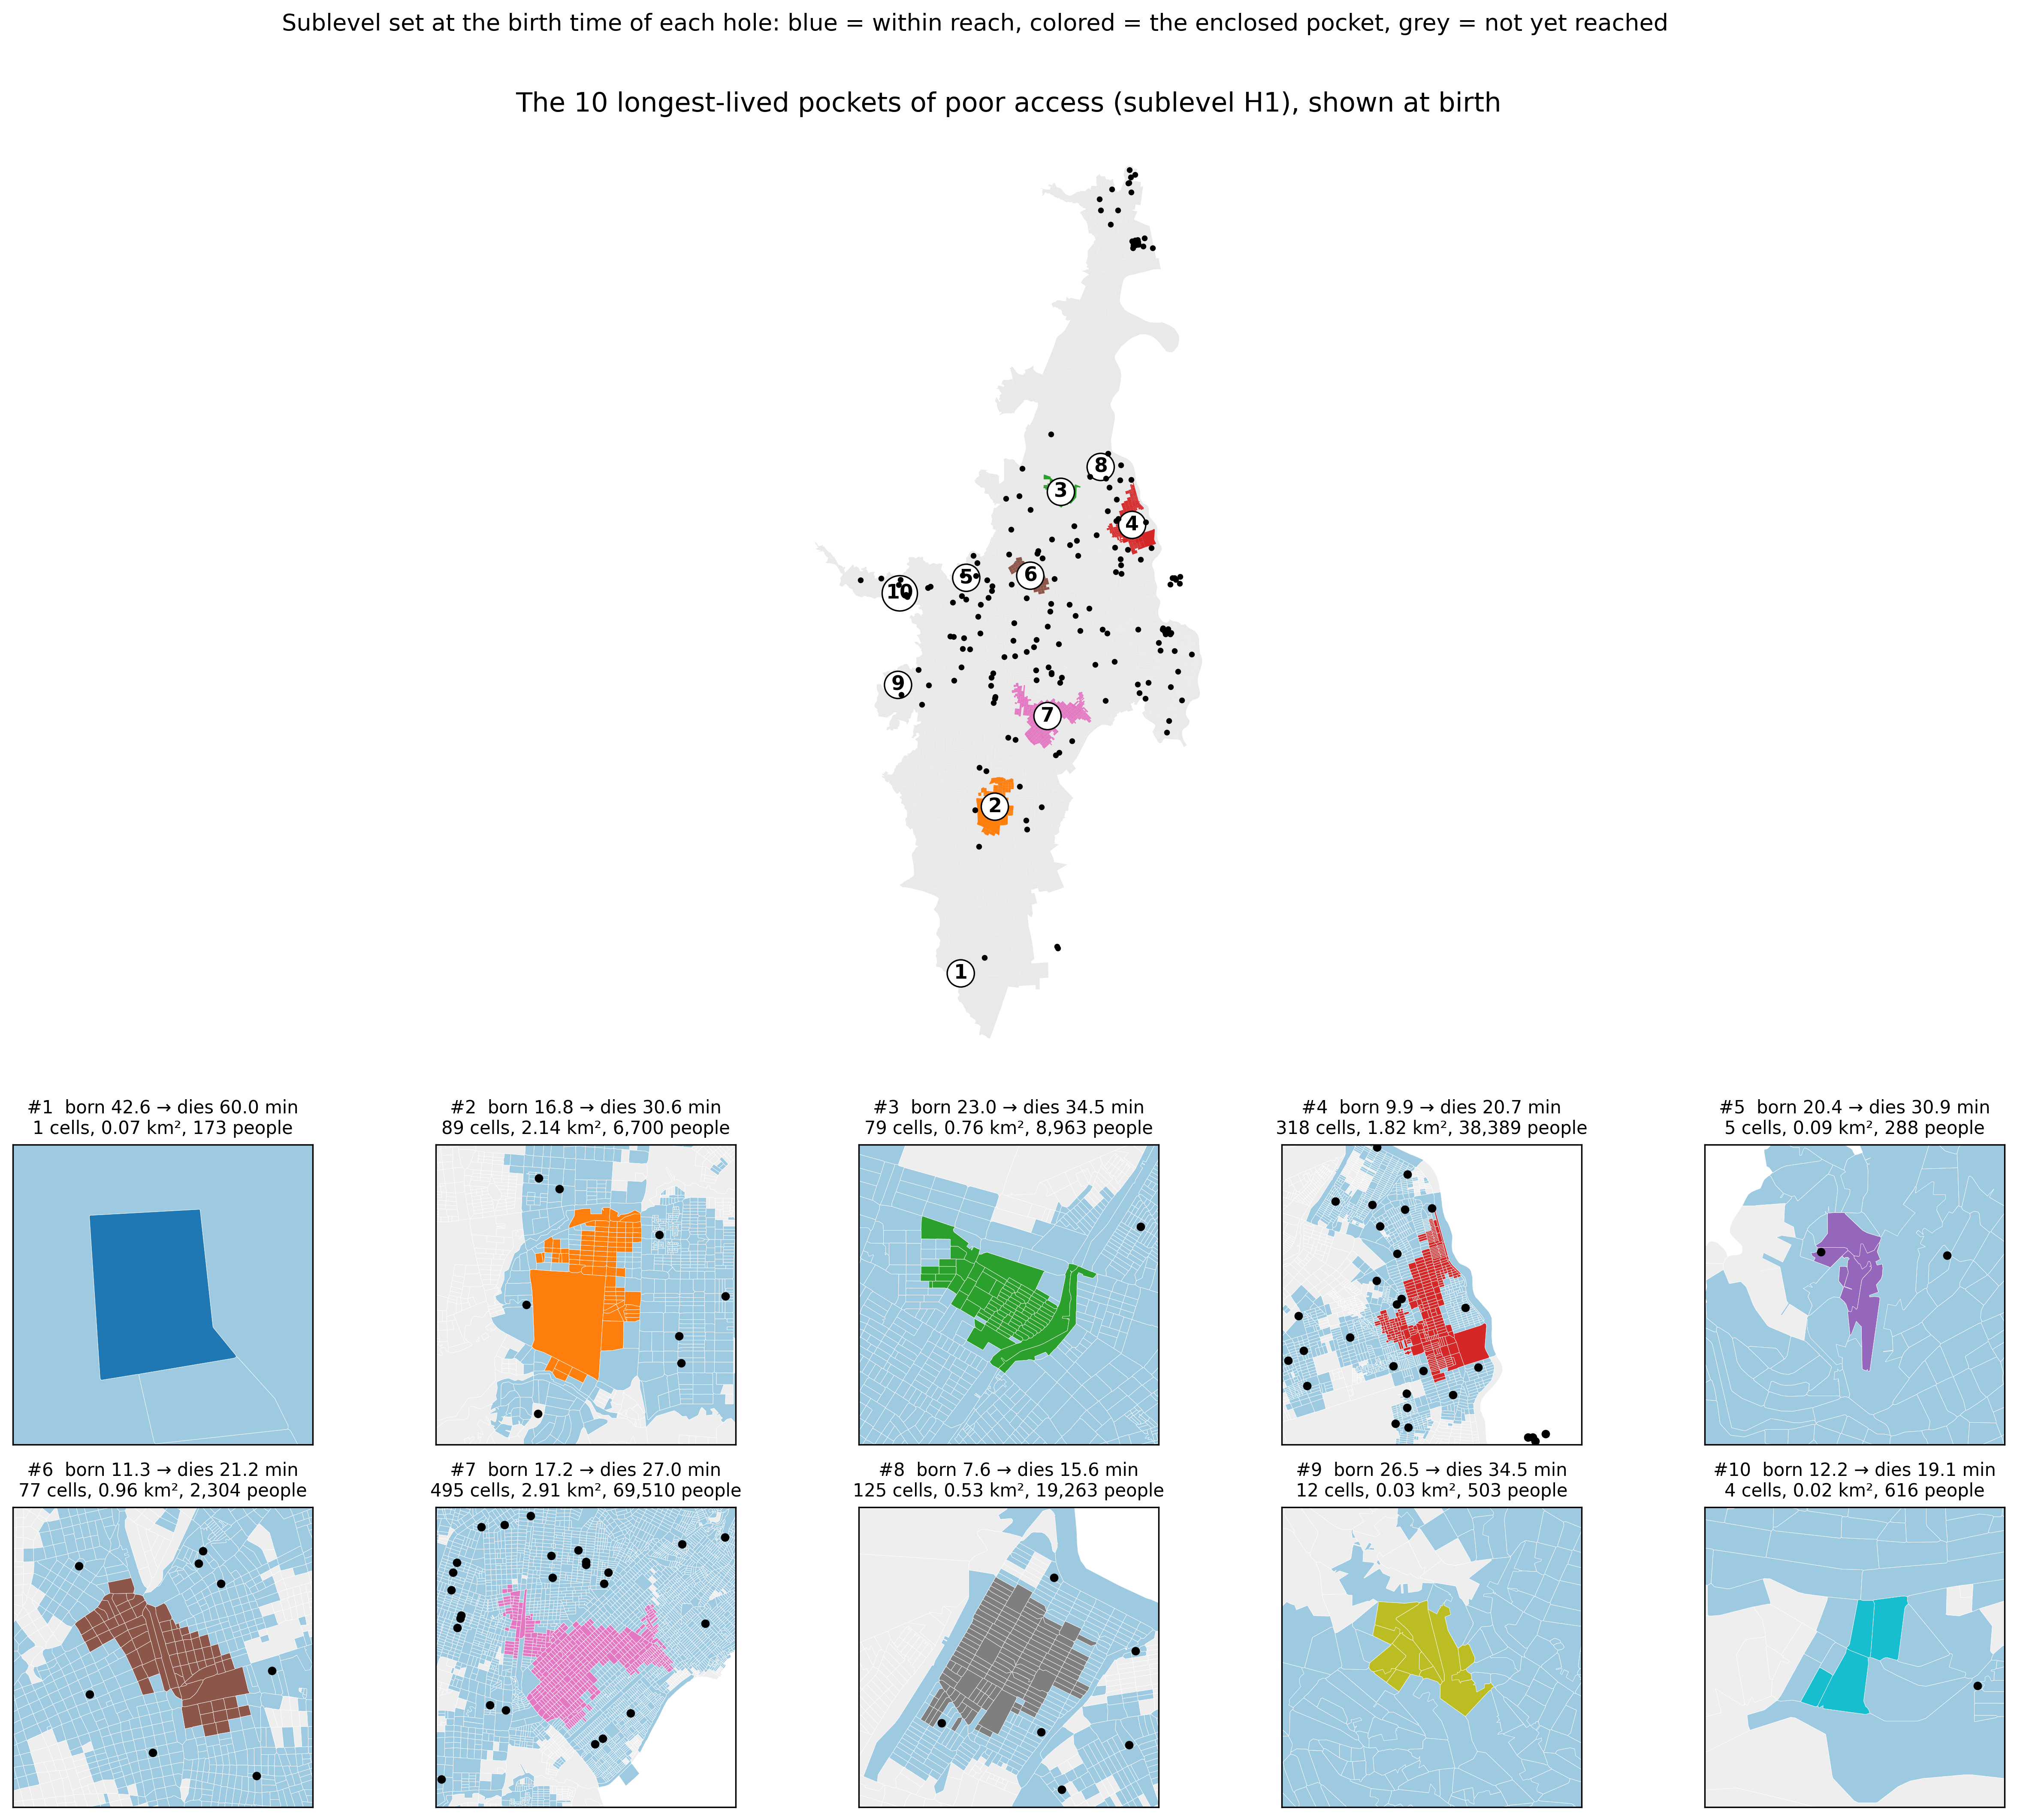 Sublevel set at the birth time of each hole: blue = within reach, colored = the enclosed pocket, grey = not yet reached
The 10 longest-lived pockets of poor access (sublevel H1), shown at birth
8
3
4
5
6
10
9
7
2
1
#1 born 42.6 → dies 60.0 min
1 cells, 0.07 km², 173 people
#2 born 16.8 → dies 30.6 min
89 cells, 2.14 km², 6,700 people
#3 born 23.0 → dies 34.5 min
79 cells, 0.76 km², 8,963 people
#4 born 9.9 → dies 20.7 min
318 cells, 1.82 km², 38,389 people
#5 born 20.4 → dies 30.9 min
5 cells, 0.09 km², 288 people
#6 born 11.3 → dies 21.2 min
77 cells, 0.96 km², 2,304 people
#7 born 17.2 → dies 27.0 min
495 cells, 2.91 km², 69,510 people
#8 born 7.6 → dies 15.6 min
125 cells, 0.53 km², 19,263 people
#9 born 26.5 → dies 34.5 min
12 cells, 0.03 km², 503 people
#10 born 12.2 → dies 19.1 min
4 cells, 0.02 km², 616 people